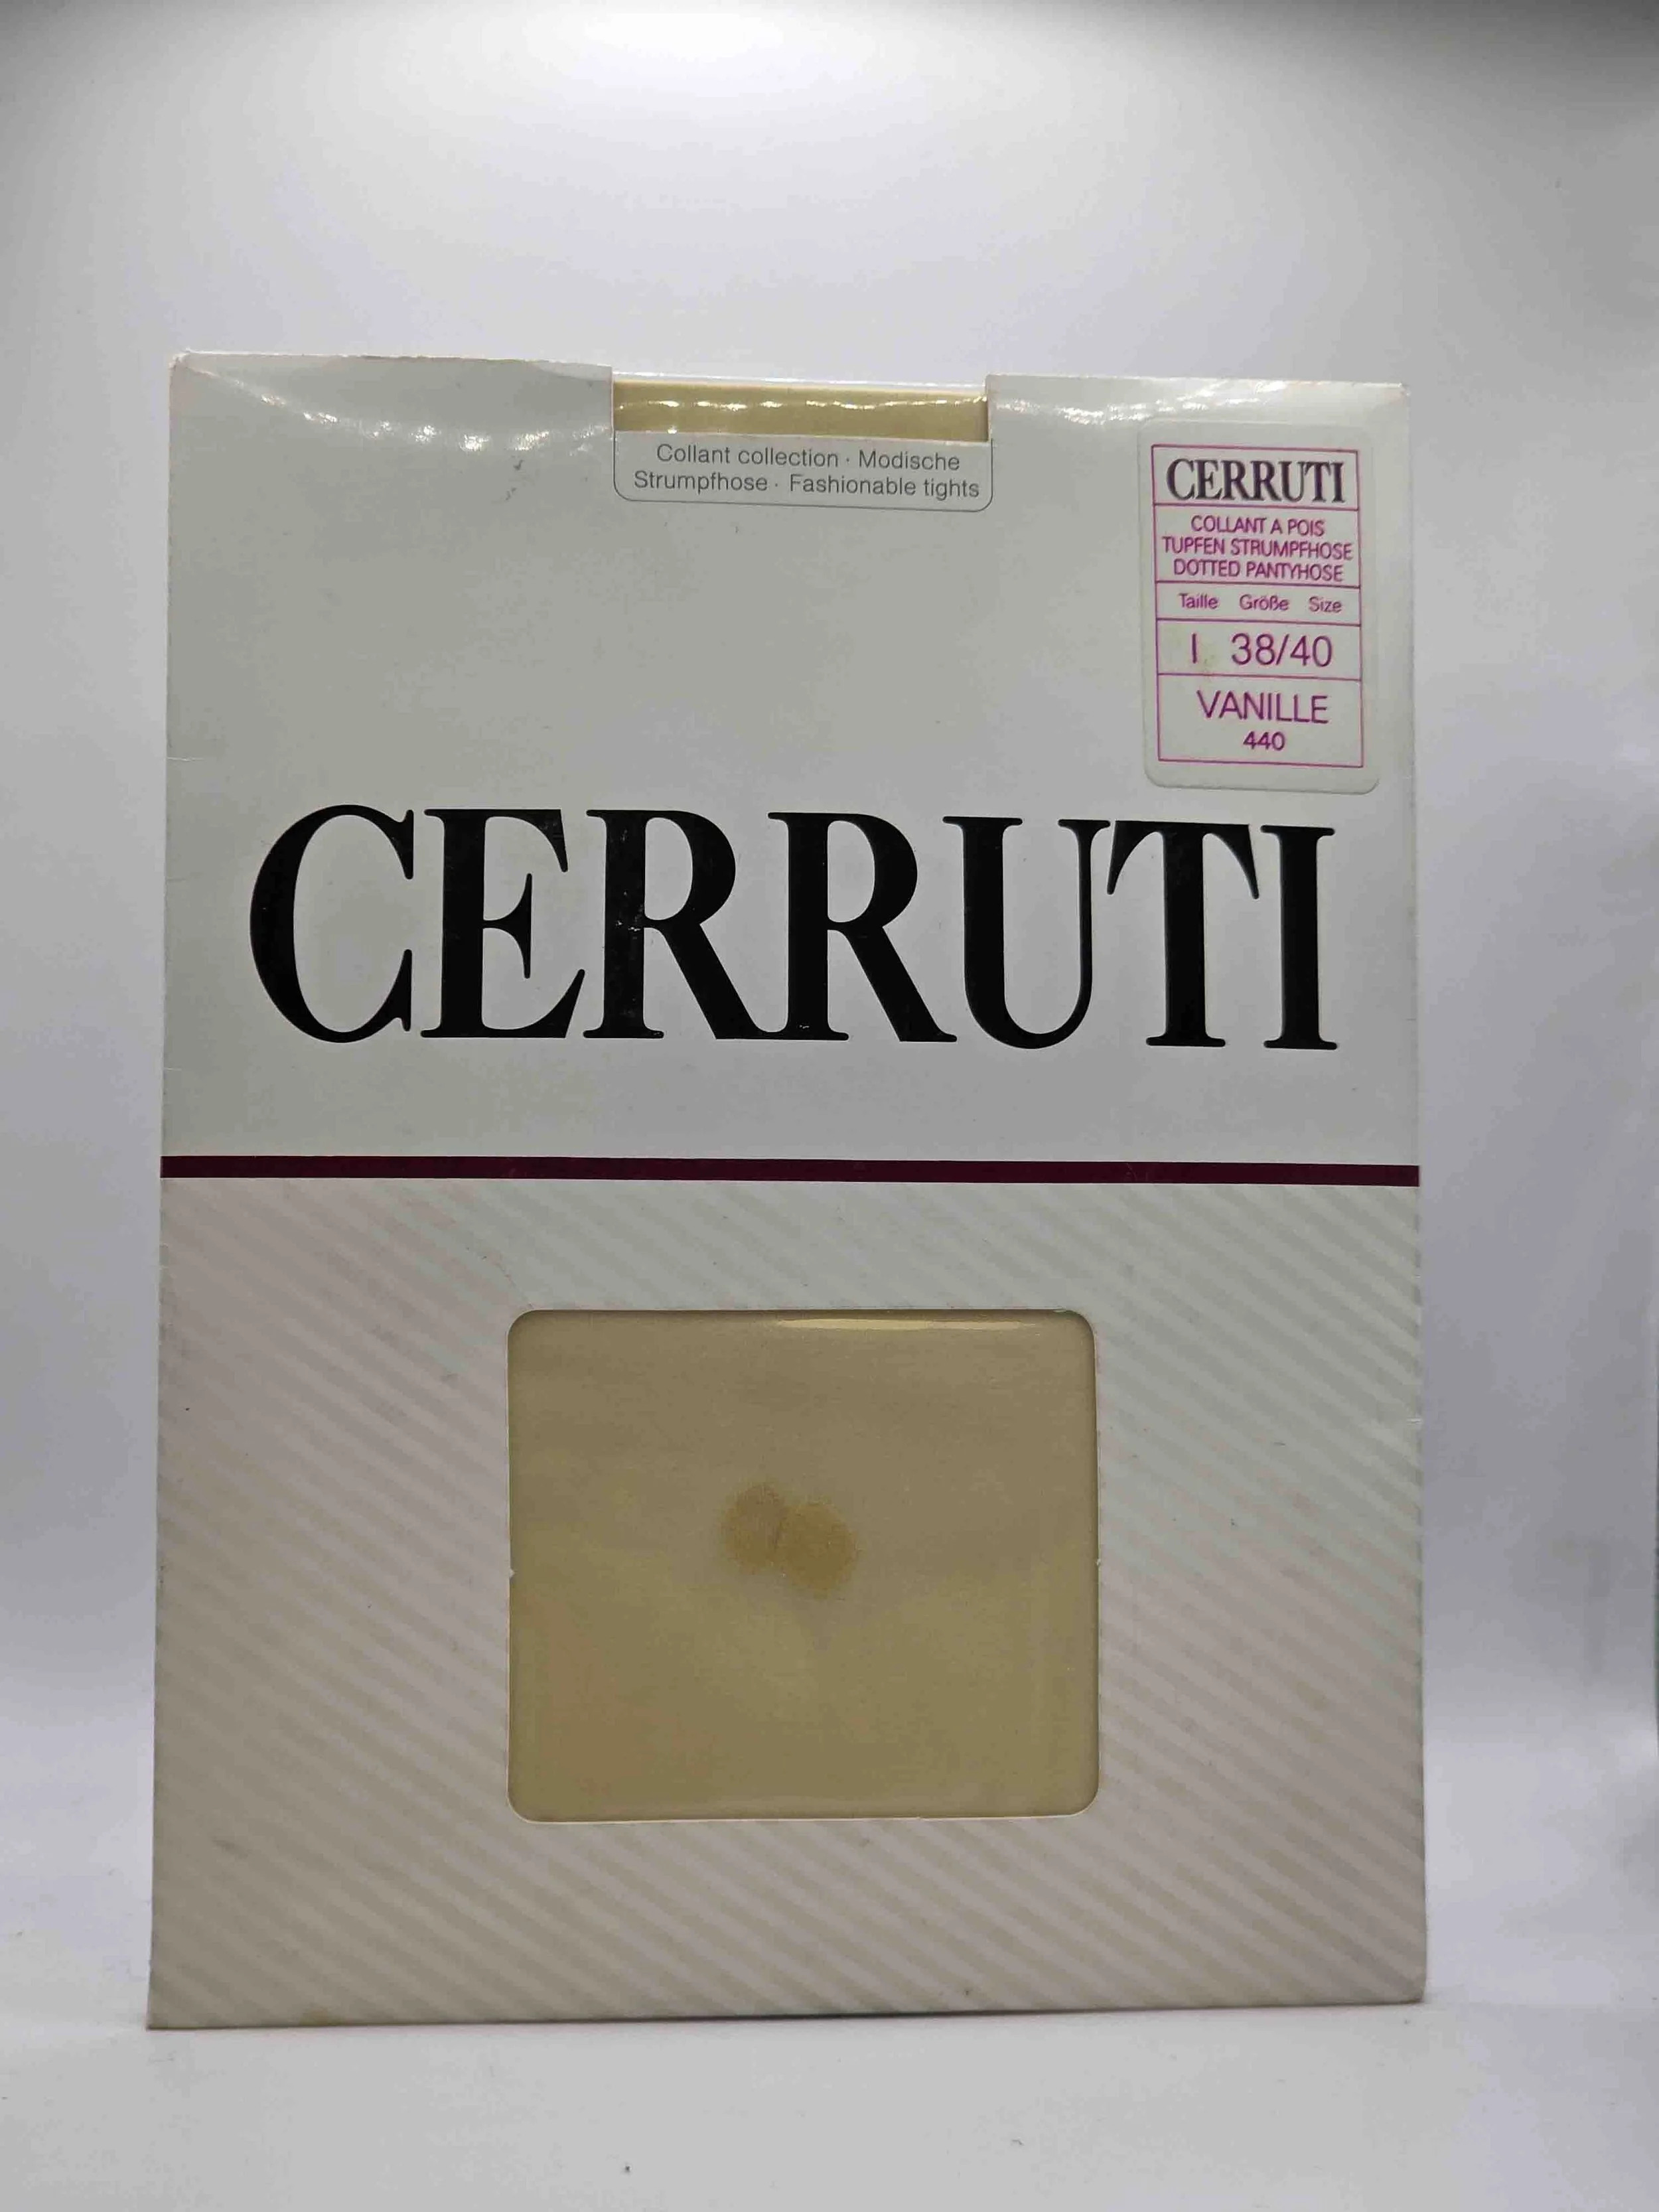 Collant collection · Modische
Strumpfhose · Fashionable tights
CERRUTI
COLLANT A POIS
TUPFEN STRUMPFHOSE
DOTTED PANTYHOSE
Taille Größe Size
I 38/40
VANILLE
440
CERRUTI